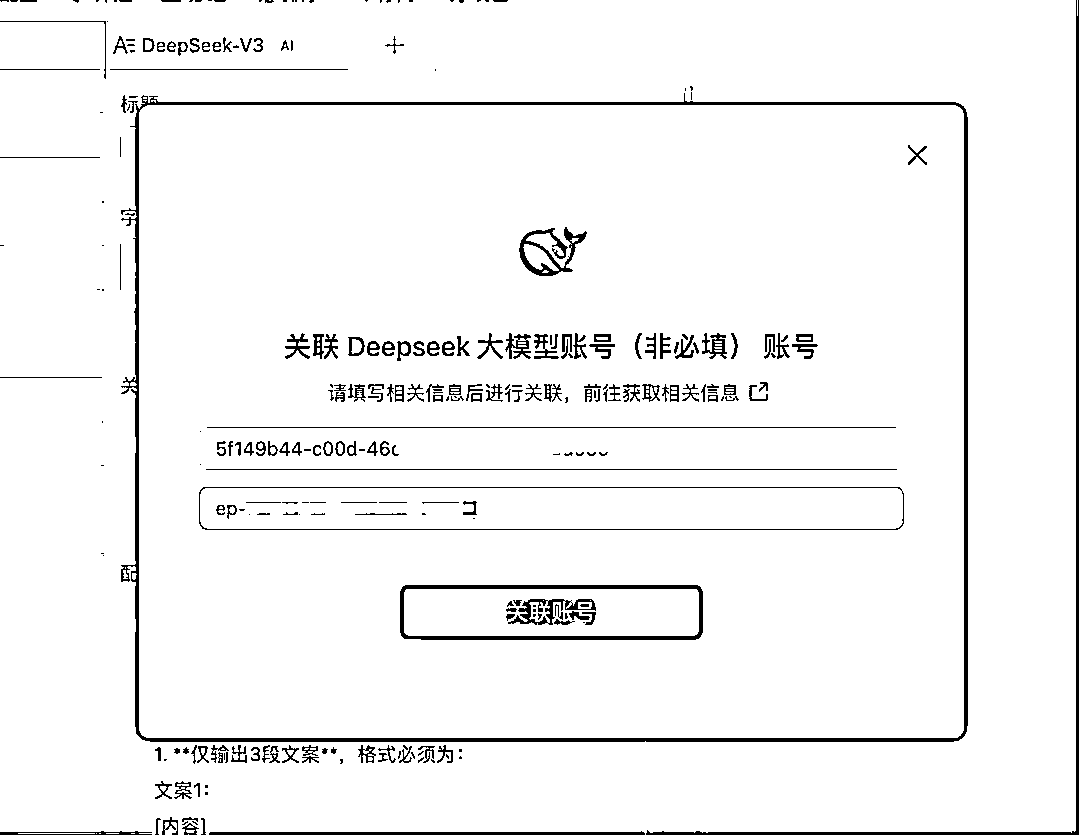 DeepSeek-V3 AI
标题
字
关
配
关联 Deepseek 大模型账号（非必填） 账号
请填写相关信息后进行关联，前往获取相关信息
5f149b44-c00d-46
ep-
关联账号
1. **仅输出3段文案**，格式必须为：
文案1：
[内容]